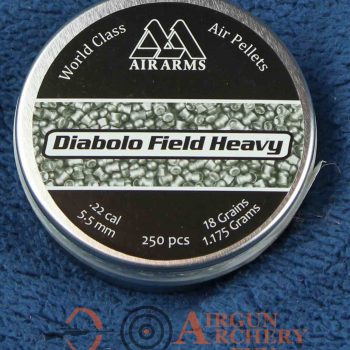 World Class Air Pellets
AIR ARMS
Diabolo Field Heavy
.22 cal
5.5 mm
250 pcs
18 Grains
1.175 Grams
AIRGUN
ARCHERY